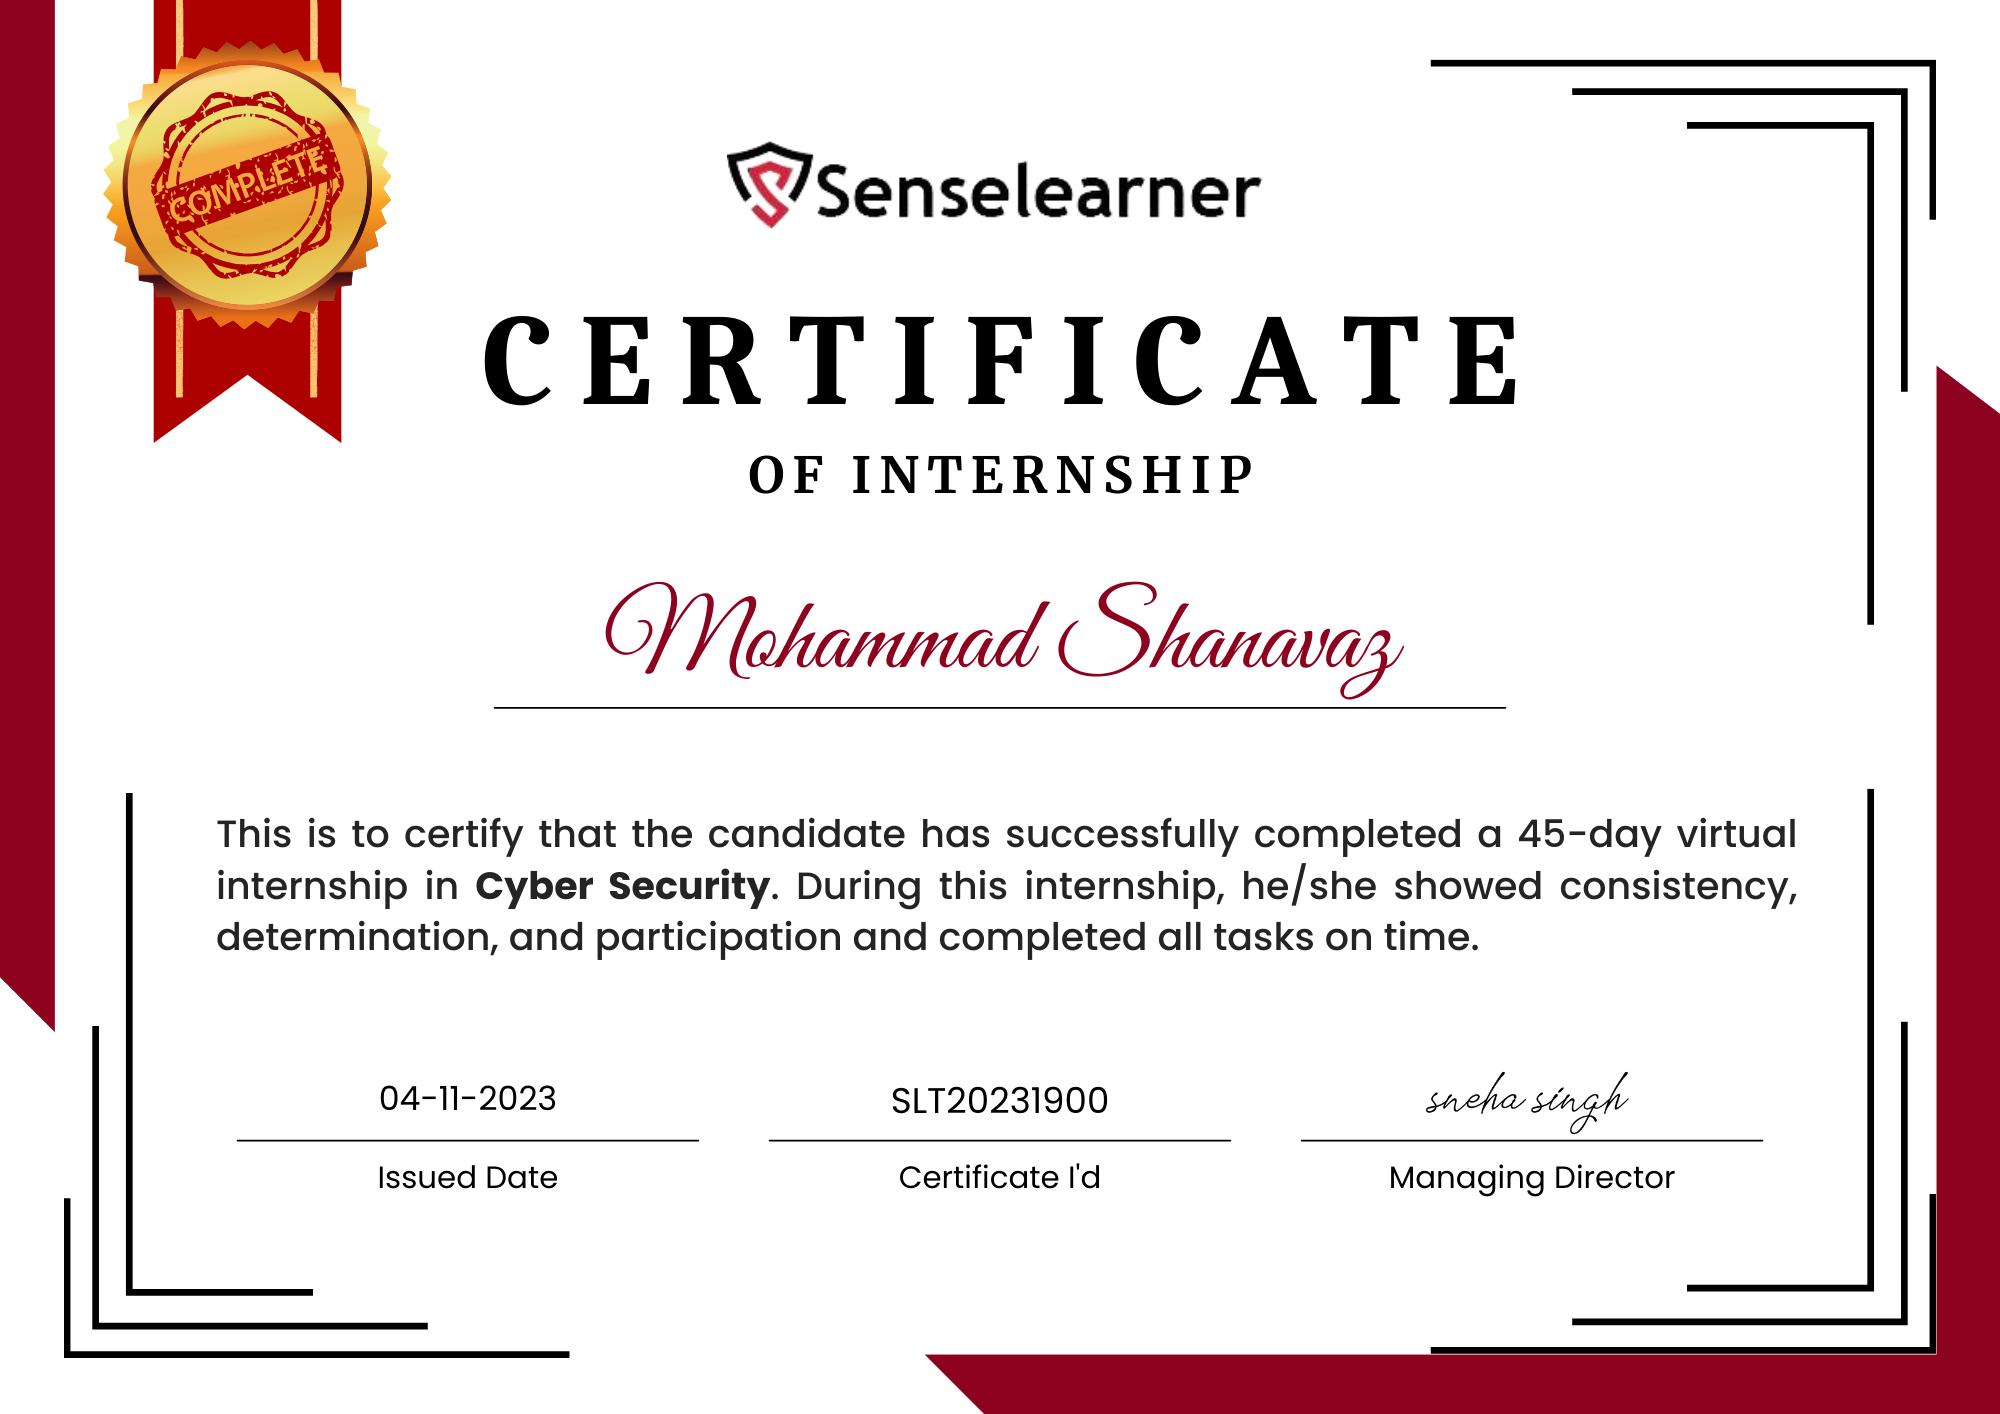 COMPLETE
Senselearner
CERTIFICATE
OF INTERNSHIP
Mohammad Shanavaz
This is to certify that the candidate has successfully completed a 45-day virtual
internship in Cyber Security. During this internship, he/she showed consistency,
determination, and participation and completed all tasks on time.
04-11-2023
SLT20231900
sneha singh
Issued Date
Certificate I'd
Managing Director